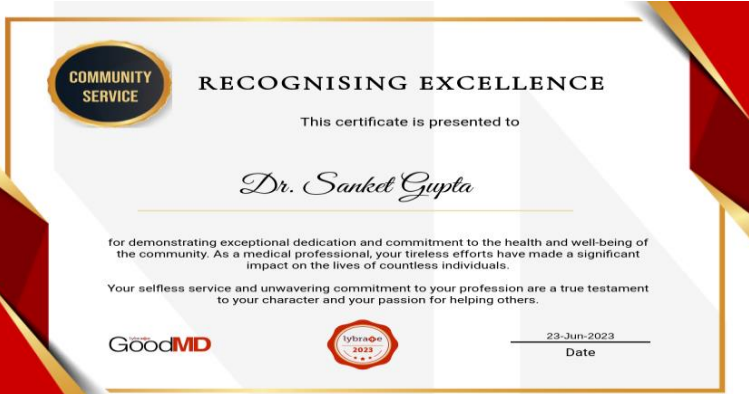 COMMUNITY
SERVICE
RECOGNISING EXCELLENCE
This certificate is presented to
Dr. Sanket Gupta
for demonstrating exceptional dedication and commitment to the health and well-being of
the community. As a medical professional, your tireless efforts have made a significant
impact on the lives of countless individuals.
Your selfless service and unwavering commitment to your profession are a true testament
to your character and your passion for helping others.
GoodMD
lybrate
2023
23-Jun-2023
Date